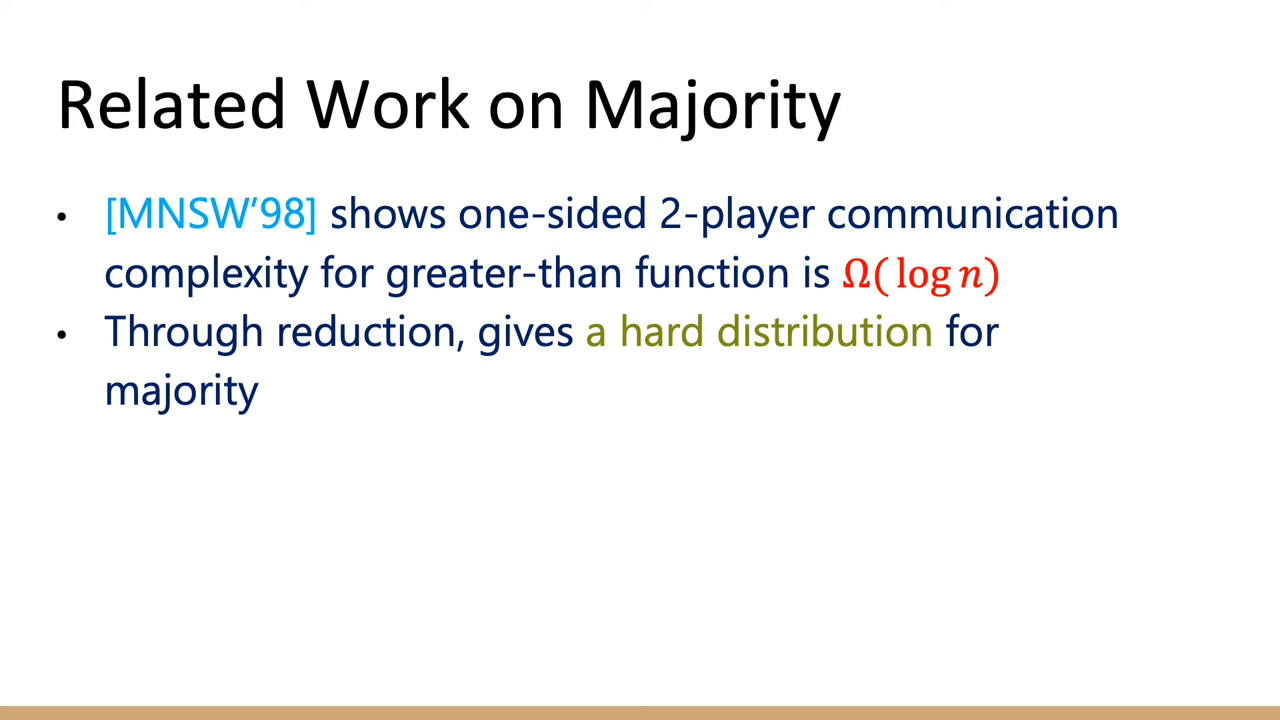 Related Work on Majority
• [MNSW’98] shows one-sided 2-player communication
complexity for greater-than function is Ω( log n)
• Through reduction, gives a hard distribution for
majority